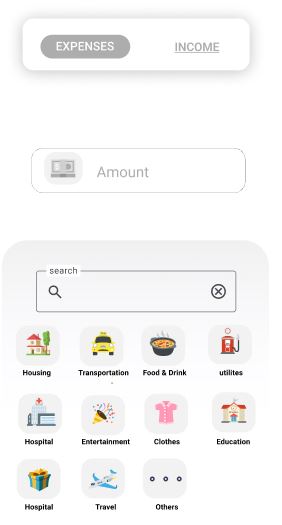 EXPENSES INCOME
Amount
search
Housing Transportation Food & Drink utilites
Hospital Entertainment Clothes Education
Hospital Travel Others